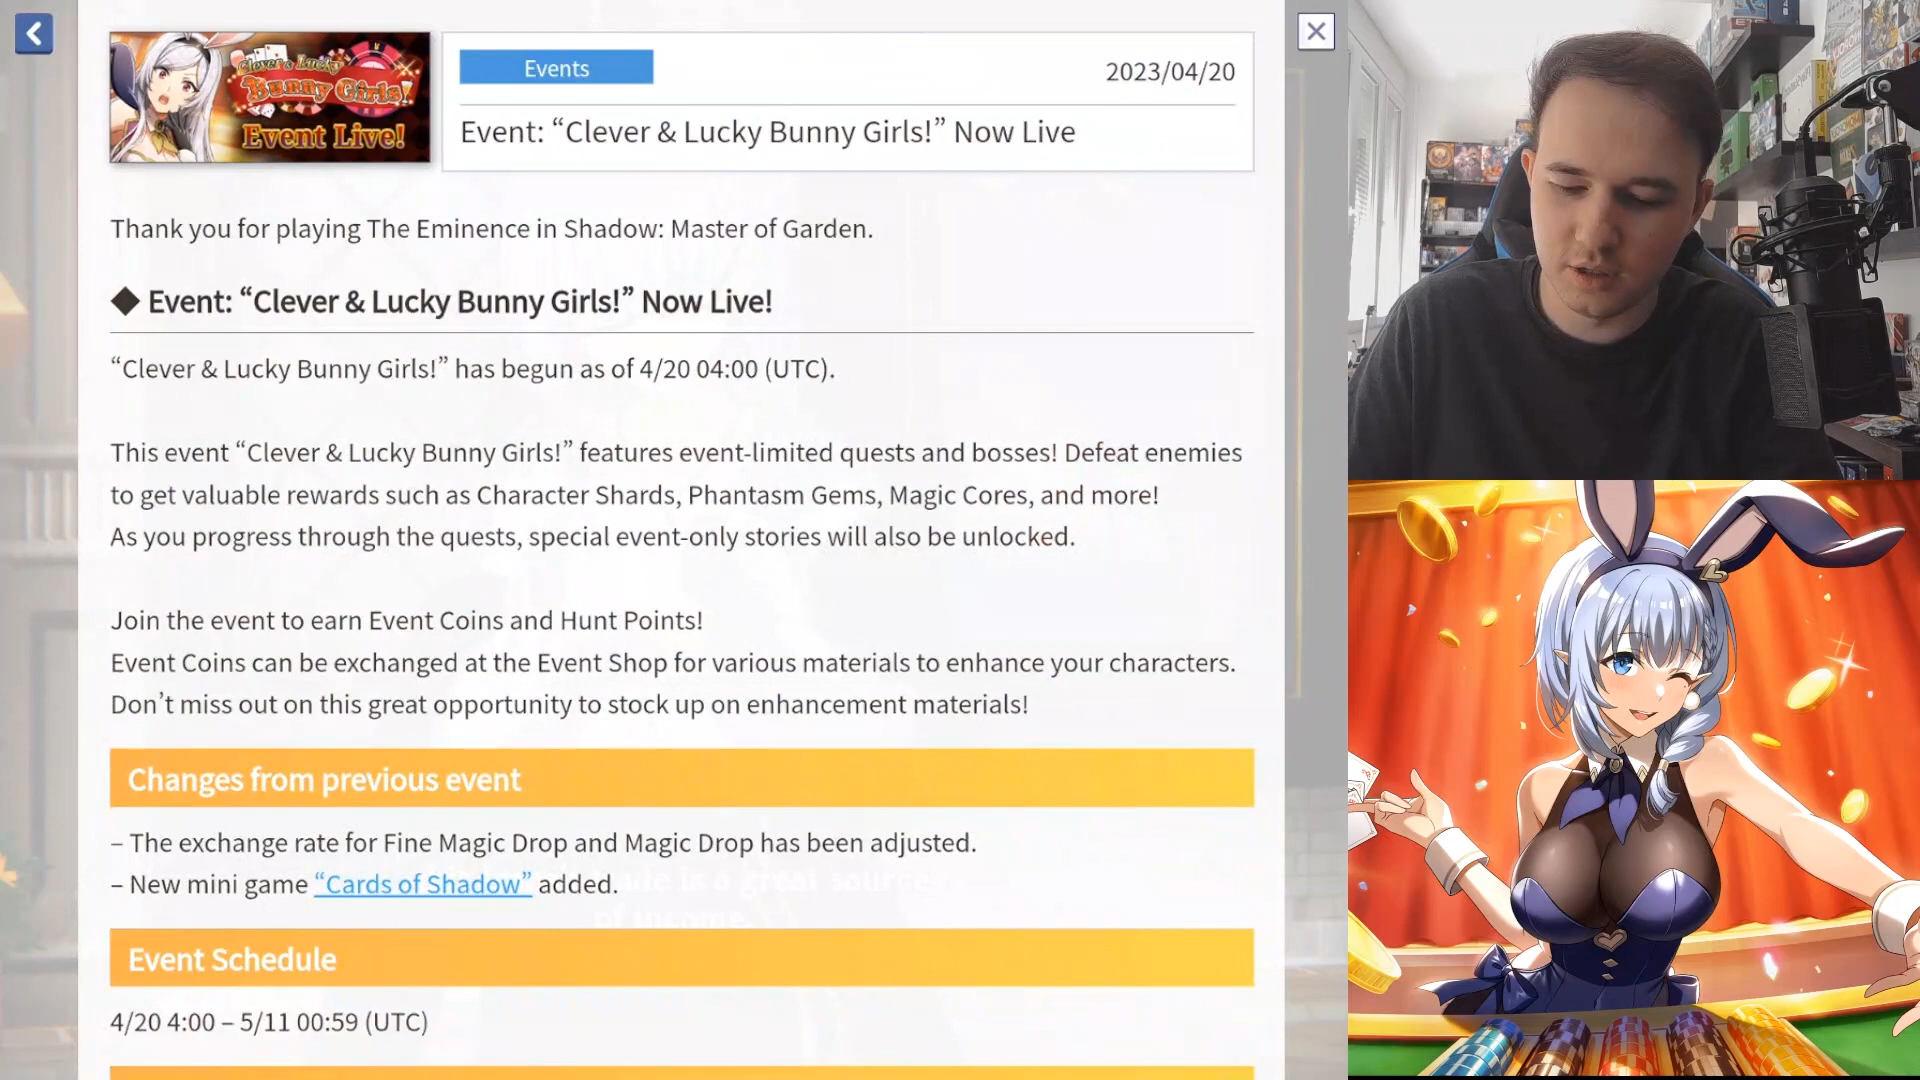 Clever & Lucky
Bunny Girls!
Event Live!
Events
2023/04/20
Event: “Clever & Lucky Bunny Girls!” Now Live
Thank you for playing The Eminence in Shadow: Master of Garden.
◆ Event: “Clever & Lucky Bunny Girls!” Now Live!
“Clever & Lucky Bunny Girls!” has begun as of 4/20 04:00 (UTC).
This event “Clever & Lucky Bunny Girls!” features event-limited quests and bosses! Defeat enemies
to get valuable rewards such as Character Shards, Phantasm Gems, Magic Cores, and more!
As you progress through the quests, special event-only stories will also be unlocked.
Join the event to earn Event Coins and Hunt Points!
Event Coins can be exchanged at the Event Shop for various materials to enhance your characters.
Don’t miss out on this great opportunity to stock up on enhancement materials!
Changes from previous event
– The exchange rate for Fine Magic Drop and Magic Drop has been adjusted.
– New mini game “Cards of Shadow” added.
is a great source
of income
Event Schedule
4/20 4:00 – 5/11 00:59 (UTC)